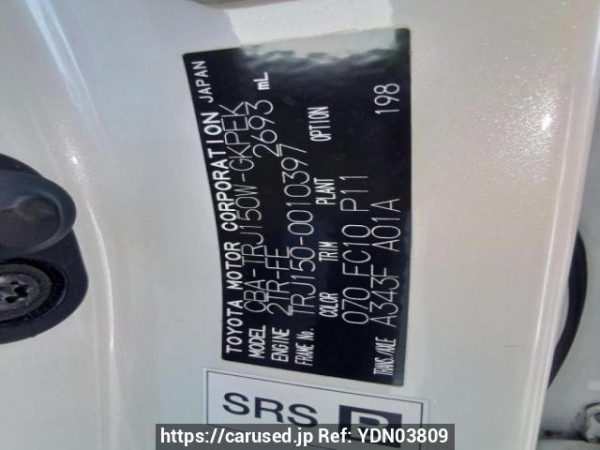 TOYOTA MOTOR CORPORATION JAPAN
MODEL CBA-TRJ150W-GKPEK
ENGINE 2TR-FE 2693 mL
FRAME No. TRJ150-0010397
COLOR TRIM PLANT OPTION
070 FC10 P11 198
TRANS./AXLE A343F A01A
SRS B
https://carused.jp Ref: YDN03809